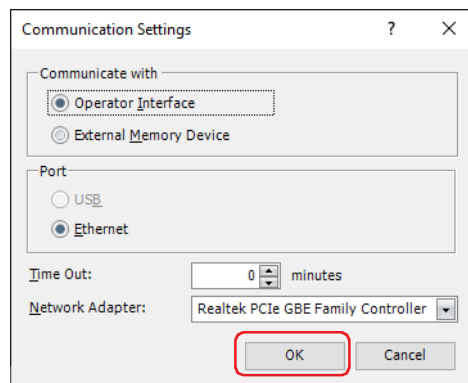 Communication Settings ?
Communicate with
Operator Interface
External Memory Device
Port
USB
Ethernet
Time Out: 0 minutes
Network Adapter: Realtek PCIe GBE Family Controller
OK Cancel